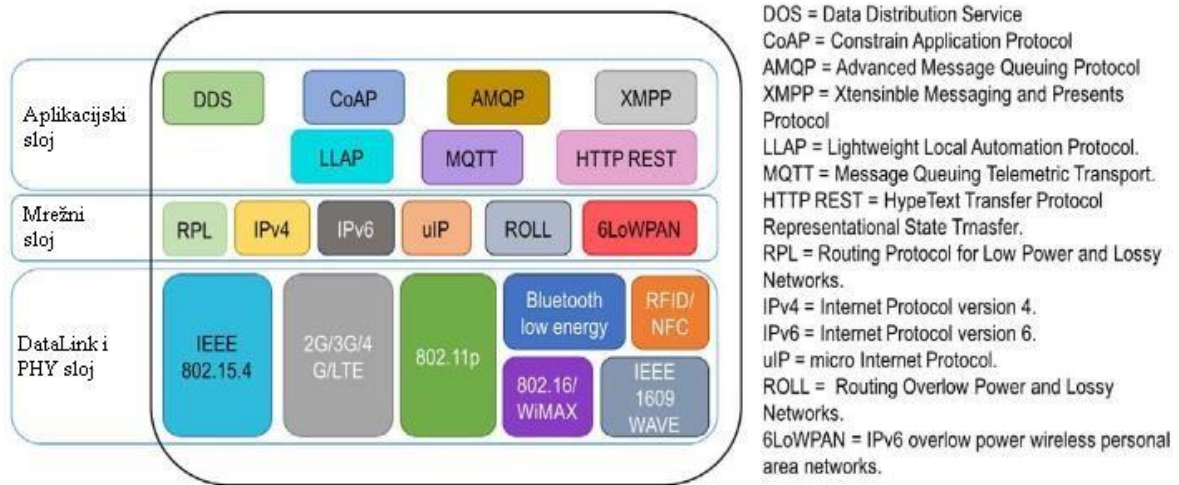 Aplikacijski
sloj
DDS
CoAP
AMQP
XMPP
LLAP
MQTT
HTTP REST
Mrežni
sloj
RPL
IPv4
IPv6
uIP
ROLL
6LoWPAN
DataLink i
PHY sloj
IEEE
802.15.4
2G/3G/4
G/LTE
802.11p
Bluetooth
low energy
RFID/
NFC
802.16/
WiMAX
IEEE
1609
WAVE
DOS = Data Distribution Service
CoAP = Constrain Application Protocol
AMQP = Advanced Message Queuing Protocol
XMPP = Xtensinble Messaging and Presents
Protocol
LLAP = Lightweight Local Automation Protocol.
MQTT = Message Queuing Telemetric Transport.
HTTP REST = HypeText Transfer Protocol
Representational State Trnasfer.
RPL = Routing Protocol for Low Power and Lossy
Networks.
IPv4 = Internet Protocol version 4.
IPv6 = Internet Protocol version 6.
uIP = micro Internet Protocol.
ROLL = Routing Overlow Power and Lossy
Networks.
6LoWPAN = IPv6 overlow power wireless personal
area networks.